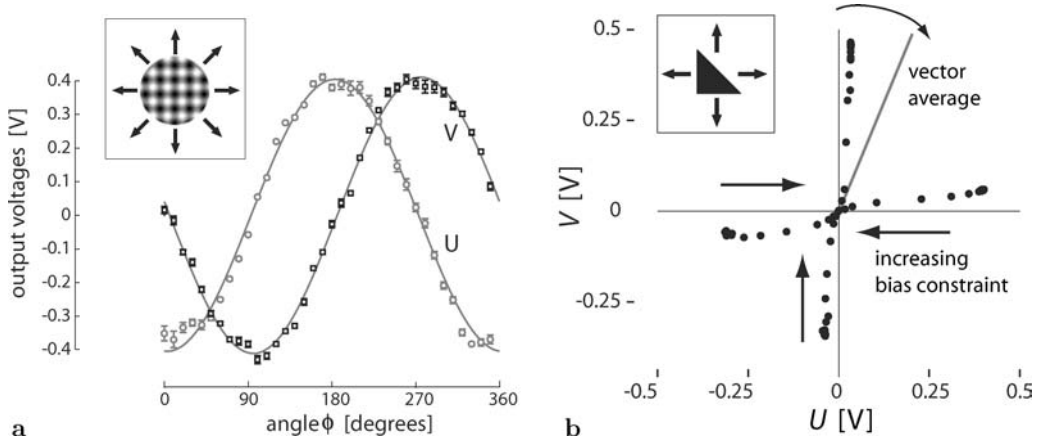 output voltages [V]
0.4
0.3
0.2
0.1
0
-0.1
-0.2
-0.3
-0.4
V
U
0
90
180
270
360
angle ϕ [degrees]
a
0.5
0.25
0
-0.25
V [V]
vector
average
increasing
bias constraint
-0.5
-0.25
0
0.25
0.5
U [V]
b